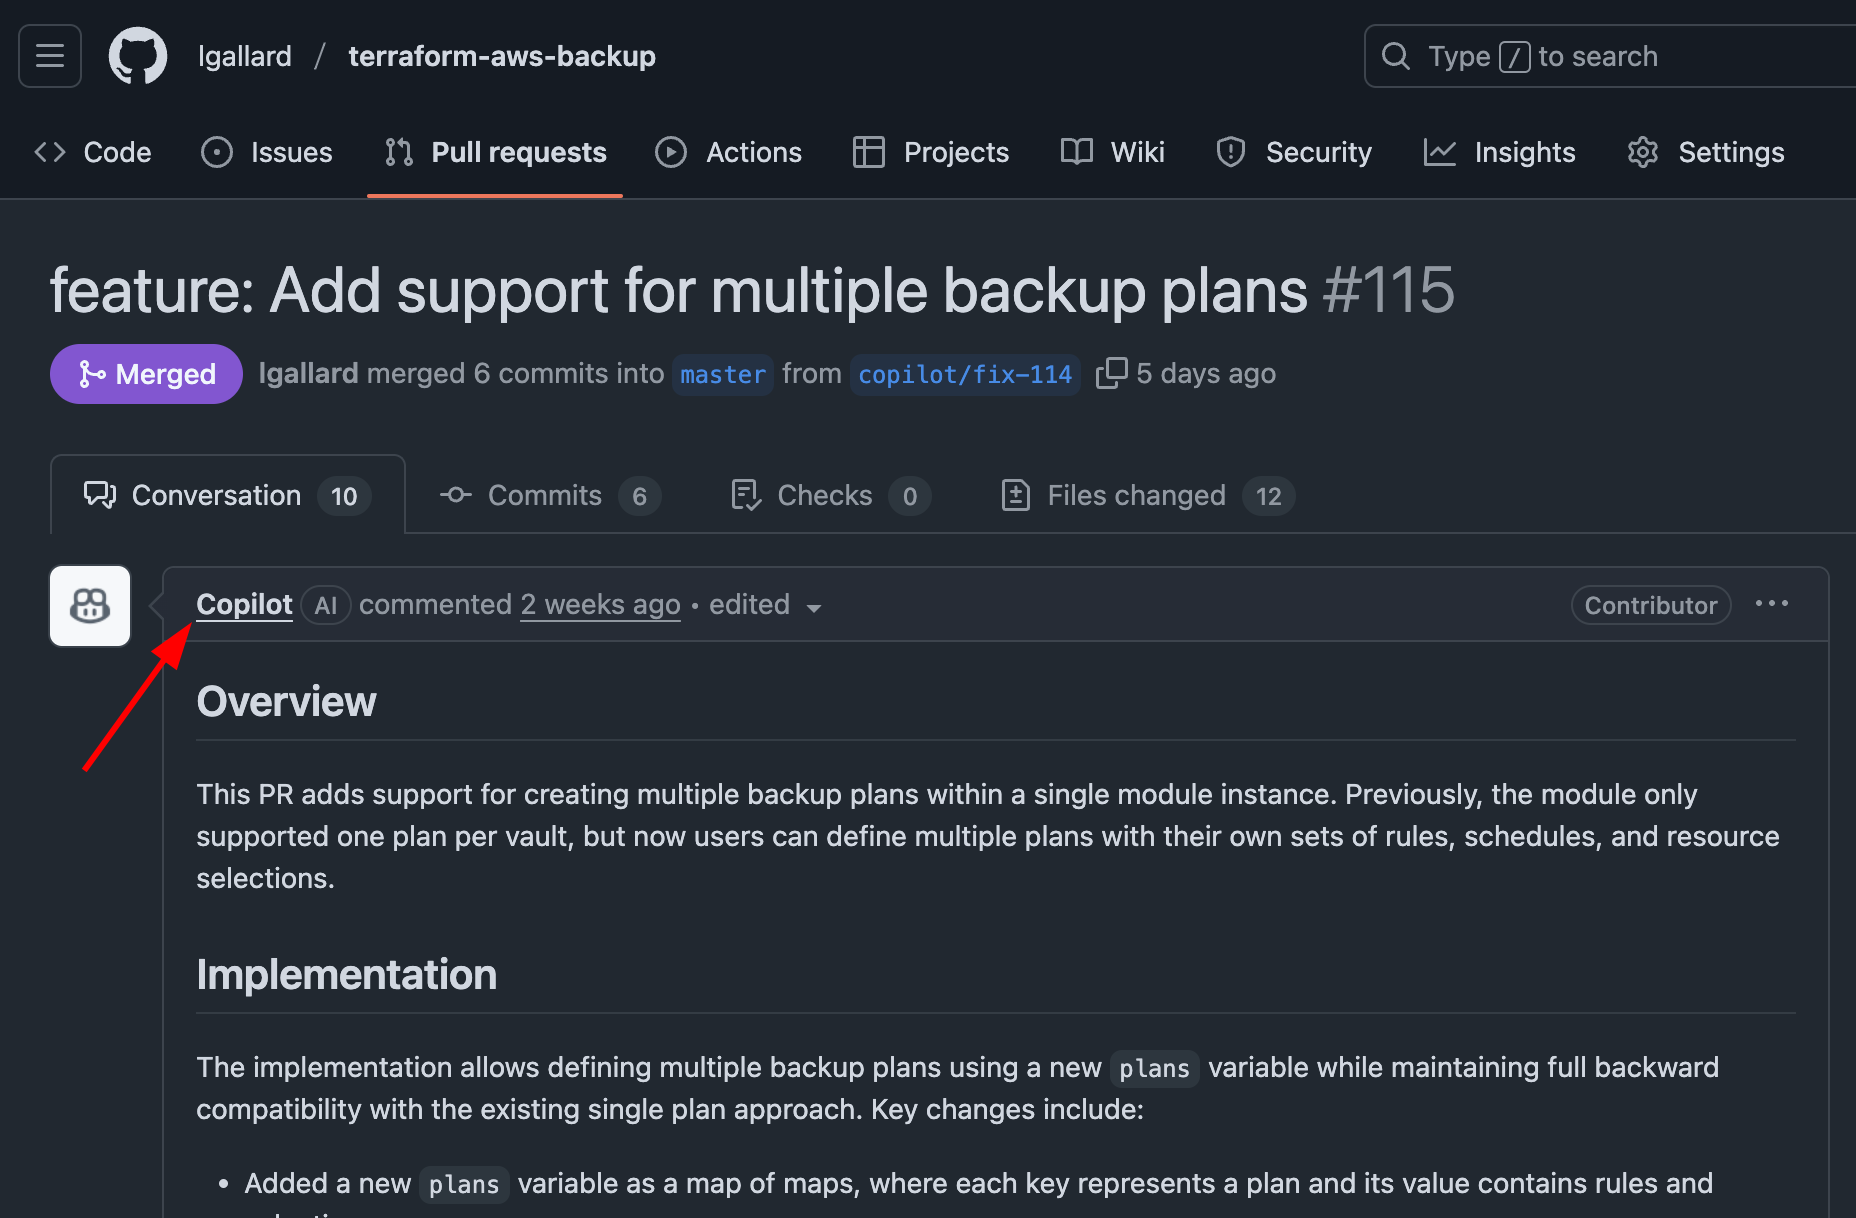 lgallard / terraform-aws-backup
Type / to search
Code Issues Pull requests Actions Projects Wiki Security Insights Settings
feature: Add support for multiple backup plans #115
Merged lgallard merged 6 commits into master from copilot/fix-114 5 days ago
Conversation 10 Commits 6 Checks 0 Files changed 12
Copilot AI commented 2 weeks ago • edited Contributor ...
Overview
This PR adds support for creating multiple backup plans within a single module instance. Previously, the module only
supported one plan per vault, but now users can define multiple plans with their own sets of rules, schedules, and resource
selections.
Implementation
The implementation allows defining multiple backup plans using a new plans variable while maintaining full backward
compatibility with the existing single plan approach. Key changes include:
• Added a new plans variable as a map of maps, where each key represents a plan and its value contains rules and